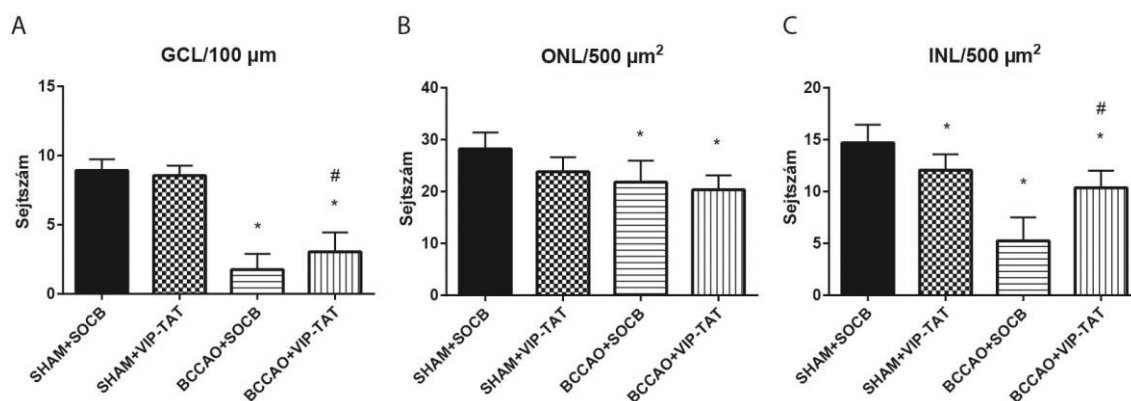 A
GCL/100 µm
Sejtszám
15
10
5
0
*
#
*
SHAM+SOCB
SHAM+VIP-TAT
BCCAO+SOCB
BCCAO+VIP-TAT
B
ONL/500 µm²
Sejtszám
40
30
20
10
0
*
*
SHAM+SOCB
SHAM+VIP-TAT
BCCAO+SOCB
BCCAO+VIP-TAT
C
INL/500 µm²
Sejtszám
20
15
10
5
0
*
*
#
*
SHAM+SOCB
SHAM+VIP-TAT
BCCAO+SOCB
BCCAO+VIP-TAT